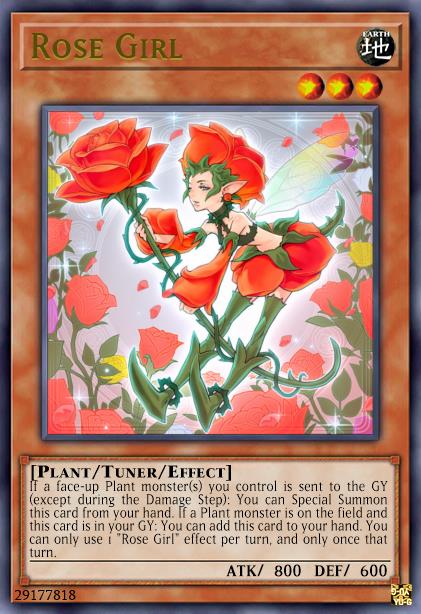 Rose Girl
EARTH
地
[Plant/Tuner/Effect]
If a face-up Plant monster(s) you control is sent to the GY
(except during the Damage Step): You can Special Summon
this card from your hand. If a Plant monster is on the field and
this card is in your GY: You can add this card to your hand. You
can only use 1 "Rose Girl" effect per turn, and only once that
turn.
ATK/ 800 DEF/ 600
29177818